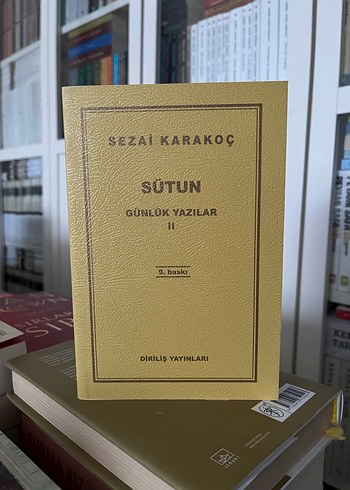 SEZAİ KARAKOÇ
SÜTUN
GÜNLÜK YAZILAR
II
9. baskı
DİRİLİŞ YAYINLARI